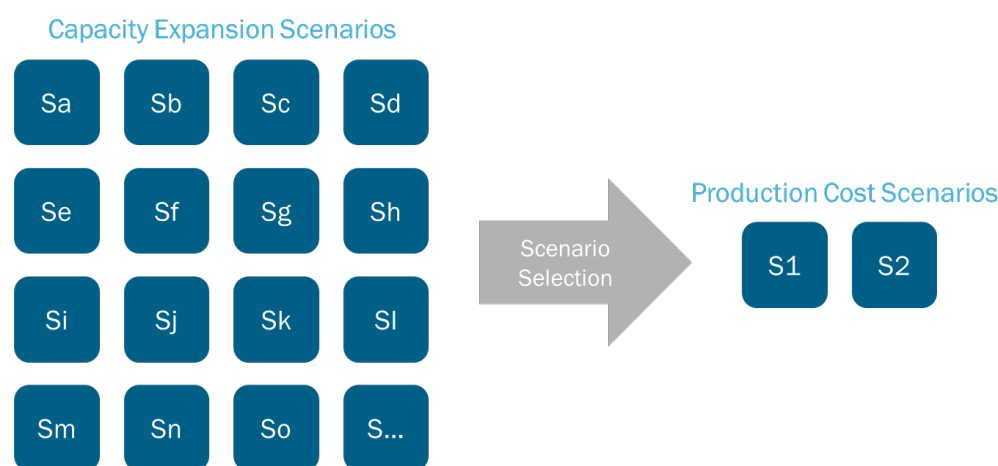 Capacity Expansion Scenarios
Sa Sb Sc Sd
Se Sf Sg Sh
Si Sj Sk Sl
Sm Sn So S...
Scenario
Selection
Production Cost Scenarios
S1 S2